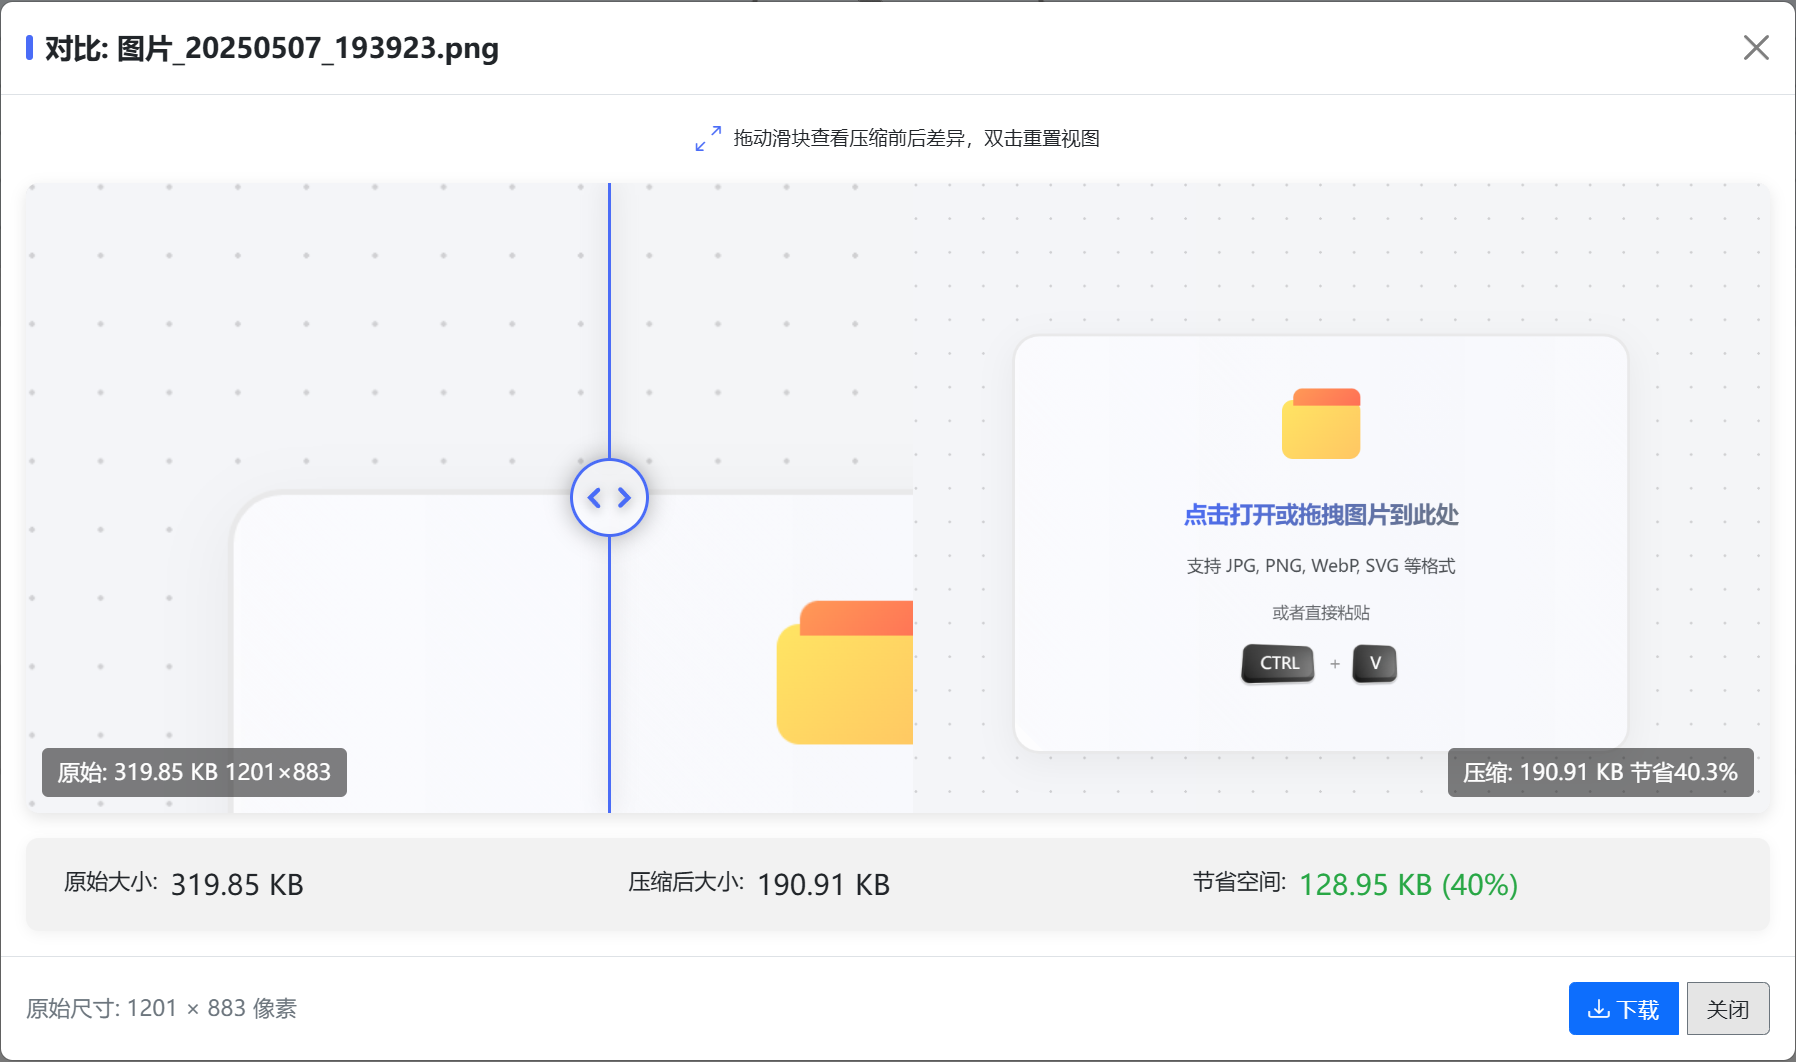 对比: 图片_20250507_193923.png
拖动滑块查看压缩前后差异，双击重置视图
点击打开或拖拽图片到此处
支持 JPG, PNG, WebP, SVG 等格式
或者直接粘贴
CTRL + V
原始: 319.85 KB 1201×883
压缩: 190.91 KB 节省40.3%
原始大小: 319.85 KB
压缩后大小: 190.91 KB
节省空间: 128.95 KB (40%)
原始尺寸: 1201 × 883 像素
下载
关闭